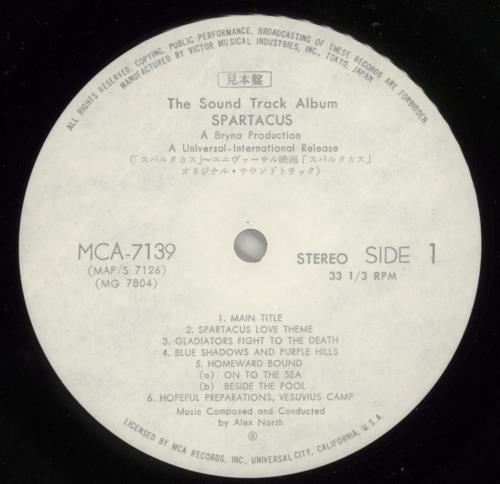 ALL RIGHTS RESERVED, COPYING, PUBLIC PERFORMANCE, BROADCASTING OF THESE RECORDS ARE FORBIDDEN.
MANUFACTURED BY VICTOR MUSICAL INDUSTRIES, INC., TOKYO, JAPAN
見本盤
The Sound Track Album
SPARTACUS
A Bryna Production
A Universal-International Release
(「スパルタカス」〜ユニヴァーサル映画「スパルタカス」
オリジナル・サウンドトラック)
MCA-7139
(MAP/S 7126)
(MG 7804)
STEREO SIDE 1
33 1/3 RPM
1. MAIN TITLE
2. SPARTACUS LOVE THEME
3. GLADIATORS FIGHT TO THE DEATH
4. BLUE SHADOWS AND PURPLE HILLS
5. HOMEWARD BOUND
(a) ON TO THE SEA
(b) BESIDE THE POOL
6. HOPEFUL PREPARATIONS, VESUVIUS CAMP
Music Composed and Conducted
by Alex North
LICENSED BY MCA RECORDS, INC., UNIVERSAL CITY, CALIFORNIA, U.S.A.